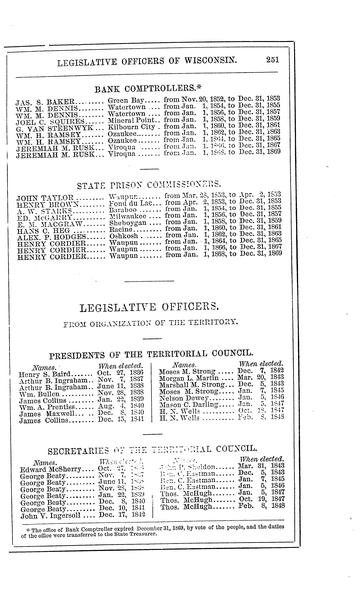 LEGISLATIVE OFFICERS OF WISCONSIN. 251
BANK COMPTROLLERS.*
JAS. S. BAKER........ Green Bay..... from Nov. 20, 1852, to Dec. 31, 1853
WM. M. DENNIS....... Watertown .... from Jan. 1, 1854, to Dec. 31, 1855
WM. M. DENNIS....... Watertown .... from Jan. 1, 1856, to Dec. 31, 1857
JOEL C. SQUIRES..... Mineral Point.. from Jan. 1, 1858, to Dec. 31, 1859
G. VAN STEENWYK .. Kilbourn City . from Jan. 1, 1860, to Dec. 31, 1861
WM. H. RAMSEY...... Ozaukee...... from Jan. 1, 1862, to Dec. 31, 1863
WM. H. RAMSEY...... Ozaukee...... from Jan. 1, 1864, to Dec. 31, 1865
JEREMIAH M. RUSK... Viroqua ...... from Jan. 1, 1866, to Dec. 31, 1867
JEREMIAH M. RUSK... Viroqua ...... from Jan. 1, 1868, to Dec. 31, 1869
STATE PRISON COMMISSIONERS.
JOHN TAYLOR ........ Waupun...... from Mar. 28, 1853, to Apr. 2, 1853
HENRY BROWN....... Fond du Lac... from Apr. 2, 1853, to Dec. 31, 1853
A. W. STARKS........ Baraboo ..... from Jan. 1, 1854, to Dec. 31, 1855
ED. McGARRY........ Milwaukee ... from Jan. 1, 1856, to Dec. 31, 1857
E. M. MACGRAW..... Sheboygan ... from Jan. 1, 1858, to Dec. 31, 1859
HANS C. HEG ........ Racine....... from Jan. 1, 1860, to Dec. 31, 1861
ALEX. P. HODGES.... Oshkosh ..... from Jan. 1, 1862, to Dec. 31, 1863
HENRY CORDIER..... Waupun ..... from Jan. 1, 1864, to Dec. 31, 1865
HENRY CORDIER..... Waupun ..... from Jan. 1, 1866, to Dec. 31, 1867
HENRY CORDIER..... Waupun ..... from Jan. 1, 1868, to Dec. 31, 1869
LEGISLATIVE OFFICERS.
FROM ORGANIZATION OF THE TERRITORY.
PRESIDENTS OF THE TERRITORIAL COUNCIL.
Names. When elected.
Henry S. Baird...... Oct. 27, 1836
Arthur B. Ingraham.. Nov. 7, 1837
Arthur B. Ingraham.. June 11, 1838
Wm. Bullen ........ Nov. 28, 1838
James Collins ...... Jan. 22, 1839
Wm. A. Prentiss..... Aug. 4, 1840
James Maxwell...... Dec. 8, 1840
James Collins....... Dec. 15, 1841
Names. When elected.
Moses M. Strong..... Dec. 7, 1842
Morgan L. Martin .... Mar. 20, 1843
Marshall M. Strong... Dec. 5, 1843
Moses M. Strong..... Jan. 7, 1845
Nelson Dewey........ Jan. 5, 1846
Mason C. Darling..... Jan. 5, 1847
H. N. Wells ......... Oct. 18, 1847
H. N. Wells ......... Feb. 8, 1848
SECRETARIES OF THE TERRITORIAL COUNCIL.
Names. When elected.
Edward McSherry.... Oct. 27,
George Beaty ....... Nov. 7,
George Beaty ....... June 11,
George Beaty ....... Nov. 28,
George Beaty ....... Jan. 22, 1839
George Beaty ....... Dec. 8, 1840
George Beaty ....... Dec. 10, 1841
John V. Ingersoll .... Dec. 17, 1842
Names. When elected.
John P. Sheldon...... Mar. 31, 1843
Ben. C. Eastman..... Dec. 5, 1843
Ben. C. Eastman..... Jan. 7, 1845
Ben. C. Eastman..... Jan. 5, 1846
Thos. McHugh....... Jan. 5, 1847
Thos. McHugh....... Oct. 19, 1847
Thos. McHugh....... Feb. 8, 1848
* The office of Bank Comptroller expired December 31, 1869, by vote of the people, and the duties
of the office were transferred to the State Treasurer.